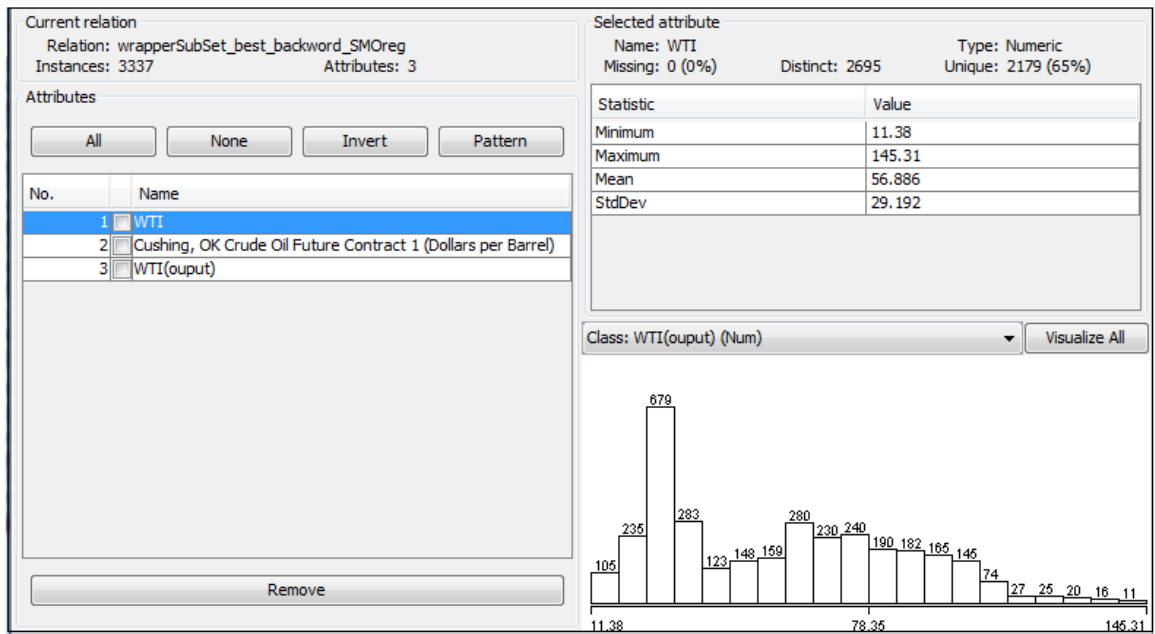 Current relation
Relation: wrapperSubSet_best_backword_SMOreg
Instances: 3337 Attributes: 3
Attributes
All None Invert Pattern
No. Name
1 WTI
2 Cushing, OK Crude Oil Future Contract 1 (Dollars per Barrel)
3 WTI(ouput)
Remove
Selected attribute
Name: WTI Type: Numeric
Missing: 0 (0%) Distinct: 2695 Unique: 2179 (65%)
Statistic Value
Minimum 11.38
Maximum 145.31
Mean 56.886
StdDev 29.192
Class: WTI(ouput) (Num) Visualize All
105 235 679 283 123 148 159 280 230 240 190 182 165 145 74 27 25 20 16 11
11.38 78.35 145.31